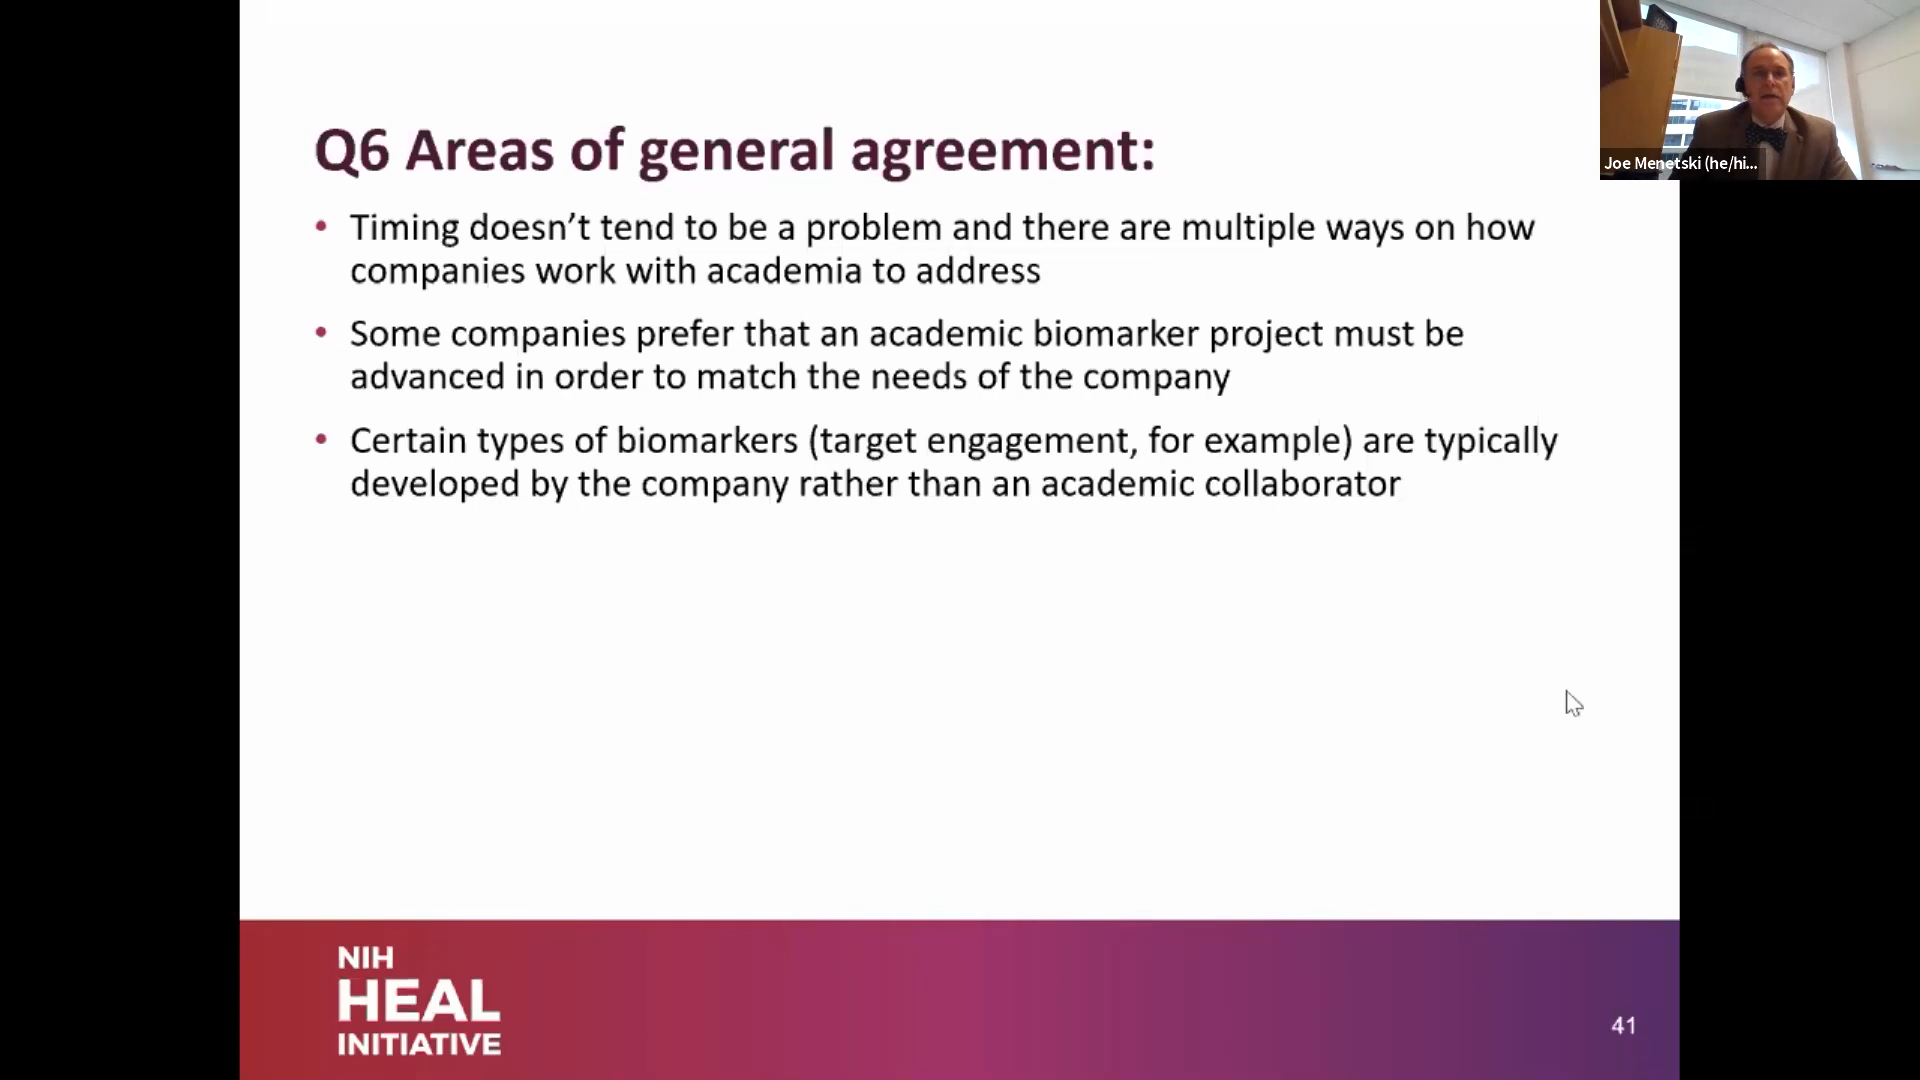 Q6 Areas of general agreement:
• Timing doesn’t tend to be a problem and there are multiple ways on how
companies work with academia to address
• Some companies prefer that an academic biomarker project must be
advanced in order to match the needs of the company
• Certain types of biomarkers (target engagement, for example) are typically
developed by the company rather than an academic collaborator
Joe Menetski (he/hi...
NIH
HEAL
INITIATIVE
41